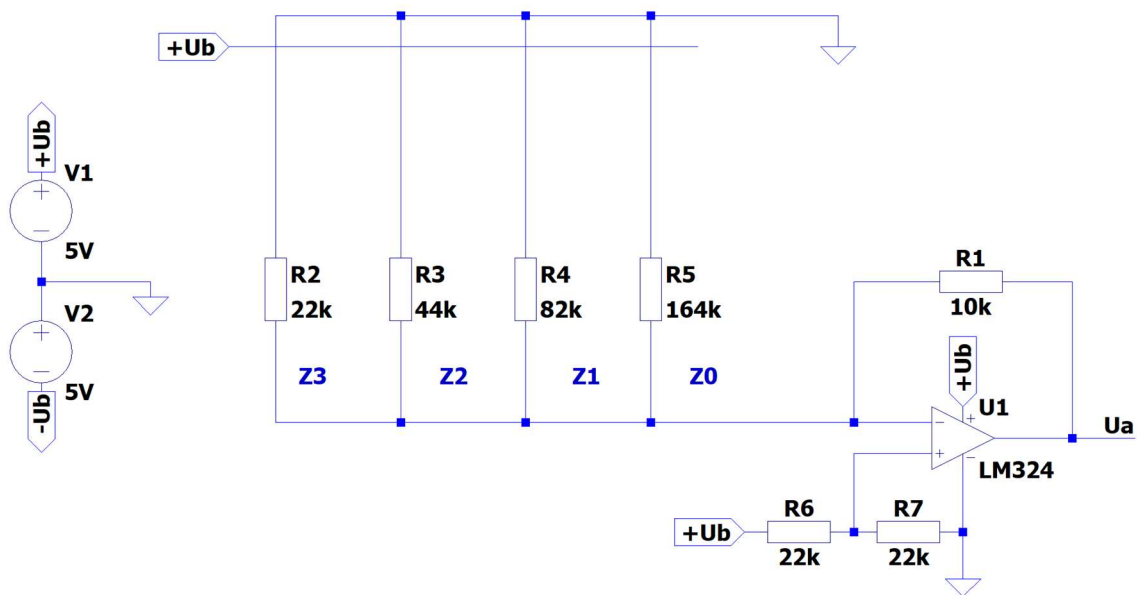 +Ub
+Ub
V1
5V
V2
5V
-Ub
R2
22k
R3
44k
R4
82k
R5
164k
Z3
Z2
Z1
Z0
R1
10k
+Ub
U1
LM324
Ua
R6
22k
R7
22k
+Ub